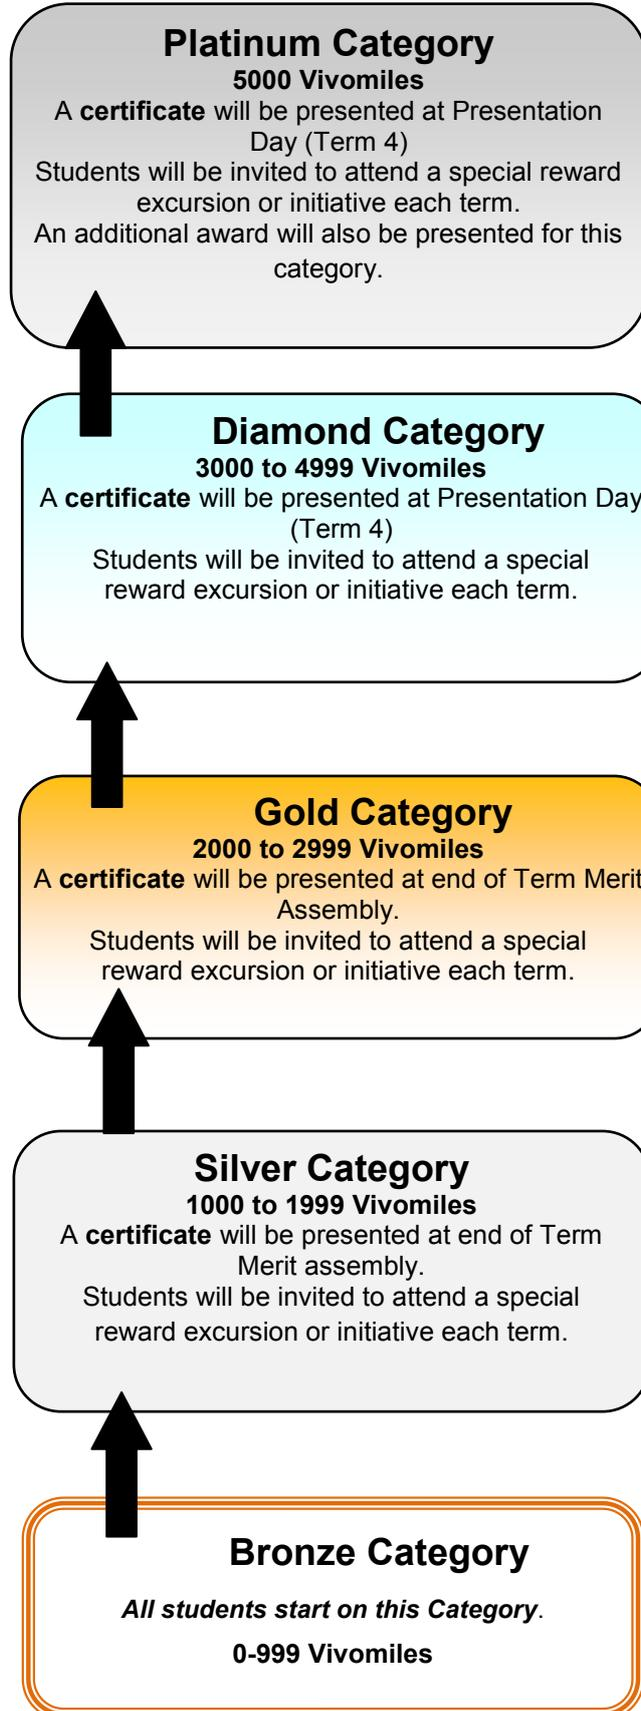 Platinum Category
5000 Vivomiles
A certificate will be presented at Presentation
Day (Term 4)
Students will be invited to attend a special reward
excursion or initiative each term.
An additional award will also be presented for this
category.
Diamond Category
3000 to 4999 Vivomiles
A certificate will be presented at Presentation Day
(Term 4)
Students will be invited to attend a special
reward excursion or initiative each term.
Gold Category
2000 to 2999 Vivomiles
A certificate will be presented at end of Term Merit
Assembly.
Students will be invited to attend a special
reward excursion or initiative each term.
Silver Category
1000 to 1999 Vivomiles
A certificate will be presented at end of Term
Merit assembly.
Students will be invited to attend a special
reward excursion or initiative each term.
Bronze Category
All students start on this Category.
0-999 Vivomiles